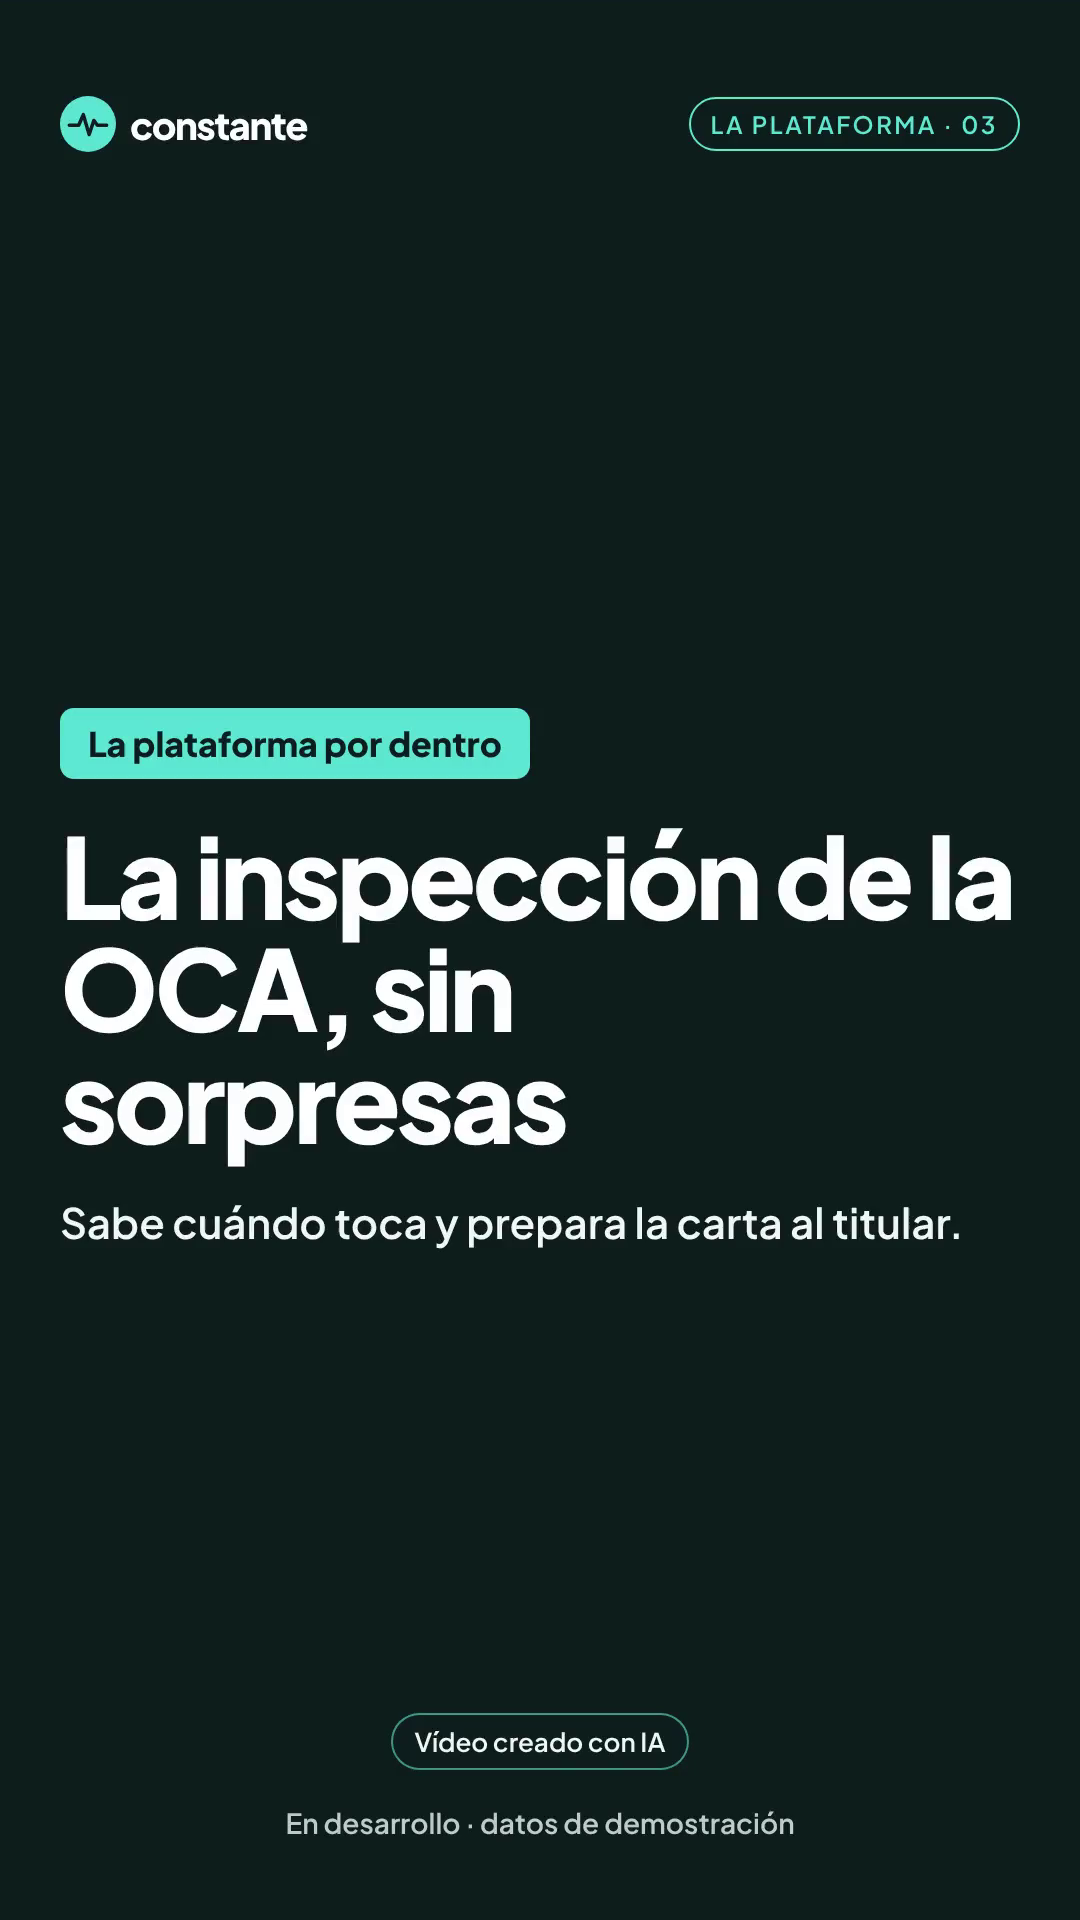 constante
LA PLATAFORMA · 03
La plataforma por dentro
La inspección de la
OCA, sin
sorpresas
Sabe cuándo toca y prepara la carta al titular.
Vídeo creado con IA
En desarrollo · datos de demostración